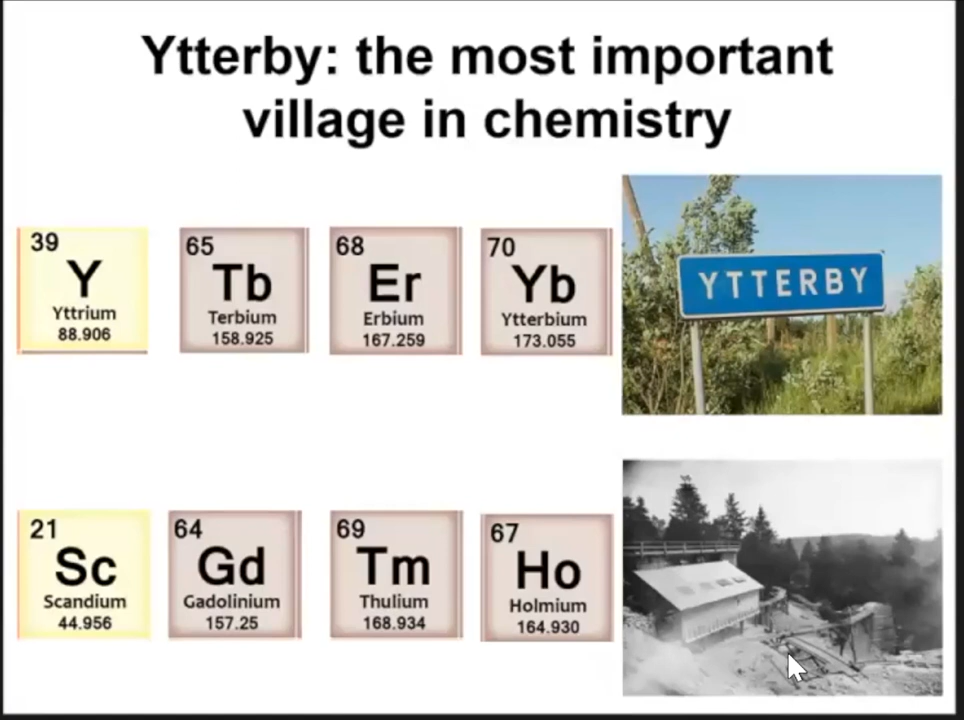 Ytterby: the most important
village in chemistry
39
Y
Yttrium
88.906
65
Tb
Terbium
158.925
68
Er
Erbium
167.259
70
Yb
Ytterbium
173.055
YTTERBY
21
Sc
Scandium
44.956
64
Gd
Gadolinium
157.25
69
Tm
Thulium
168.934
67
Ho
Holmium
164.930